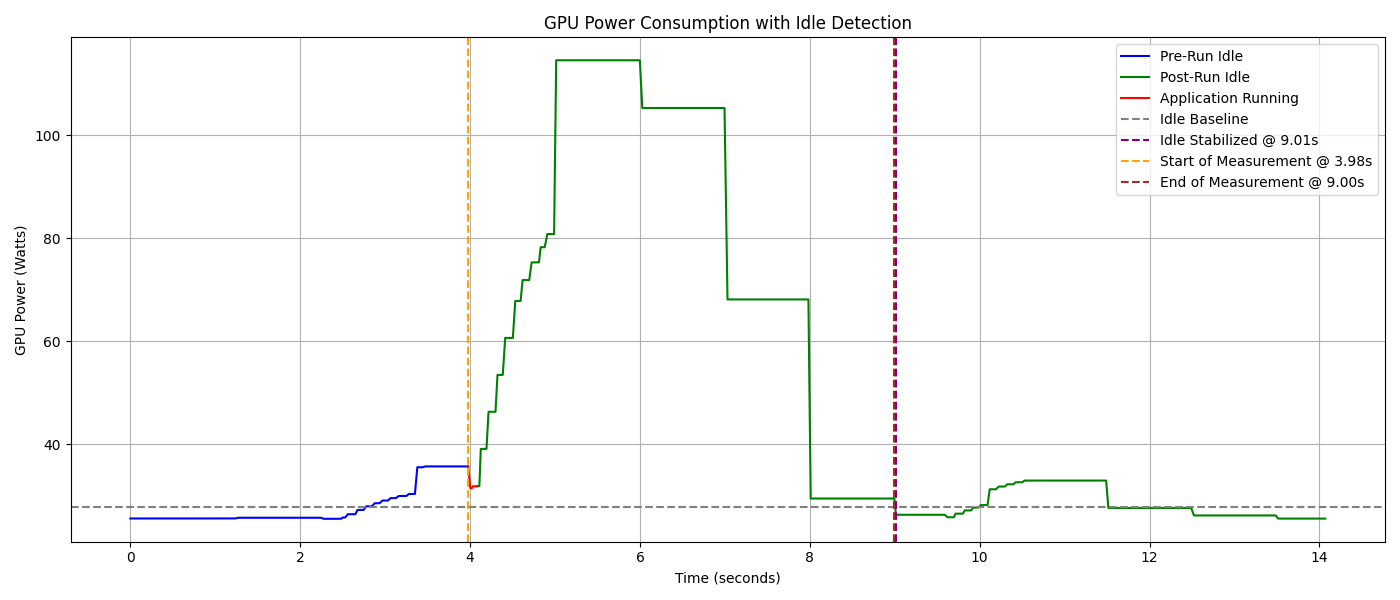 GPU Power Consumption with Idle Detection
Pre-Run Idle
Post-Run Idle
Application Running
Idle Baseline
Idle Stabilized @ 9.01s
Start of Measurement @ 3.98s
End of Measurement @ 9.00s
GPU Power (Watts)
100
80
60
40
0 2 4 6 8 10 12 14
Time (seconds)